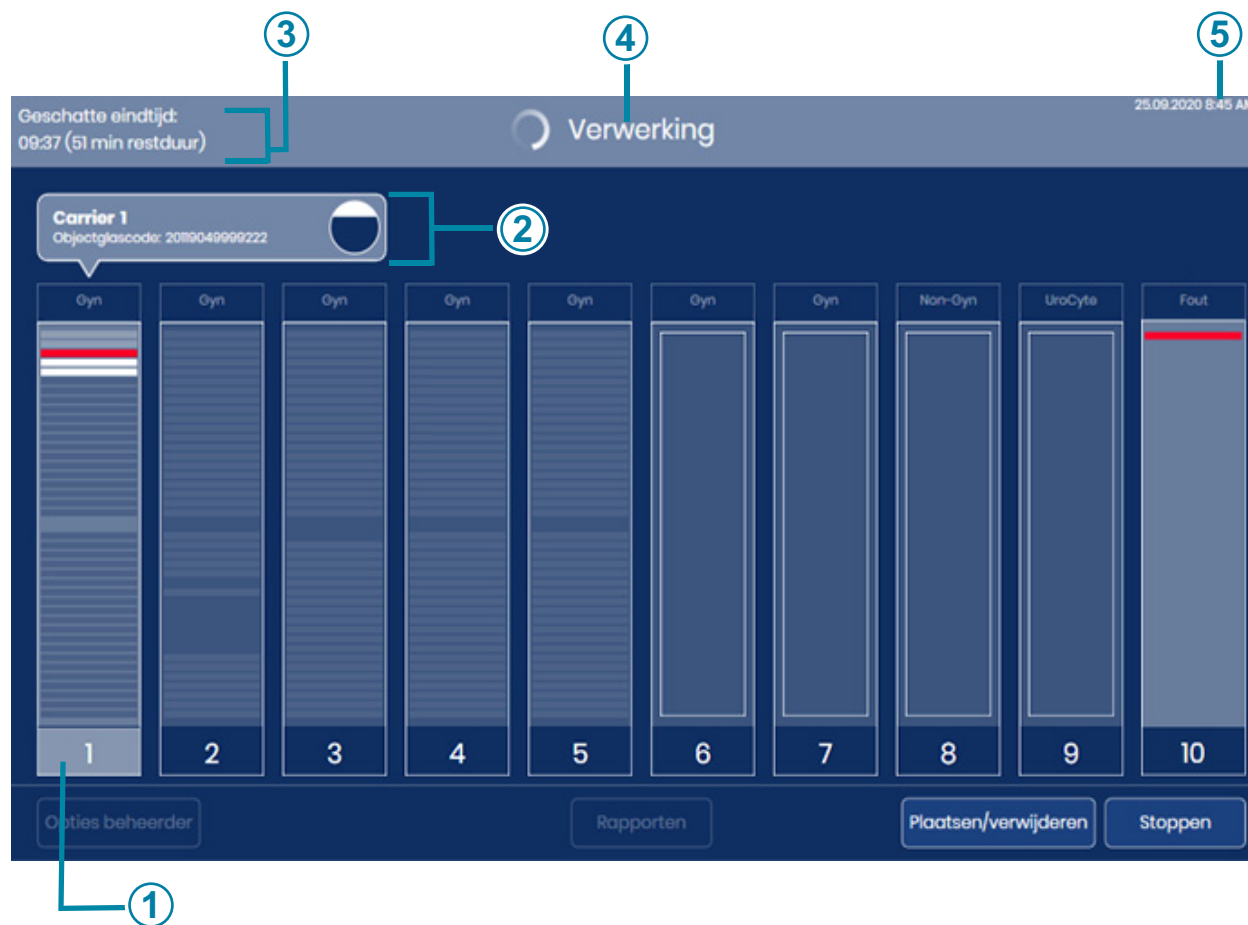 3
4
5
Geschatte eindtijd:
09:37 (51 min restduur)
Verwerking
25.09.2020 8:45 AM
Carrier 1
Objectglascode: 20119049999222
2
Gyn Gyn Gyn Gyn Gyn Gyn Gyn Non-Gyn UroCyte Fout
1 2 3 4 5 6 7 8 9 10
Opties beheerder Rapporten Plaatsen/verwijderen Stoppen
1